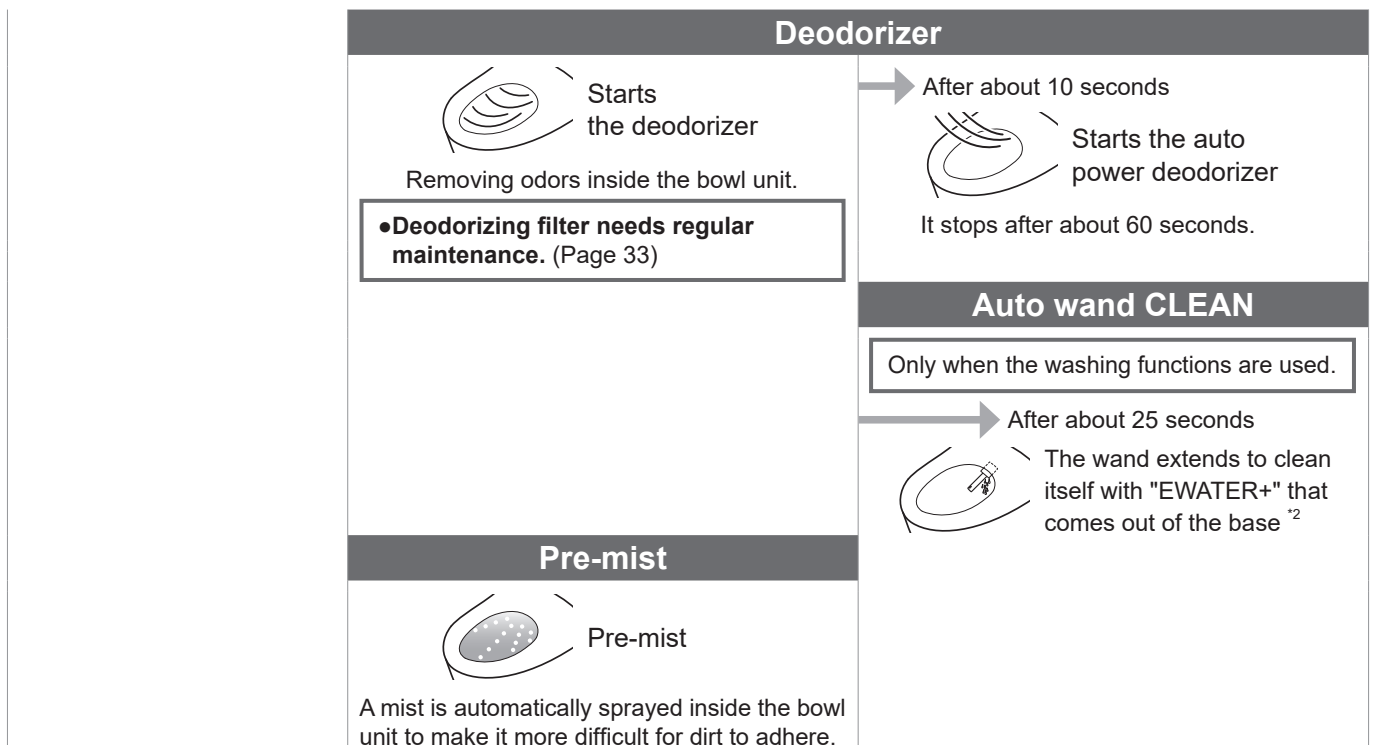 Deodorizer
Starts
the deodorizer
Removing odors inside the bowl unit.
●Deodorizing filter needs regular
maintenance. (Page 33)
After about 10 seconds
Starts the auto
power deodorizer
It stops after about 60 seconds.
Auto wand CLEAN
Only when the washing functions are used.
After about 25 seconds
The wand extends to clean
itself with "EWATER+" that
comes out of the base *2
Pre-mist
Pre-mist
A mist is automatically sprayed inside the bowl
unit to make it more difficult for dirt to adhere.